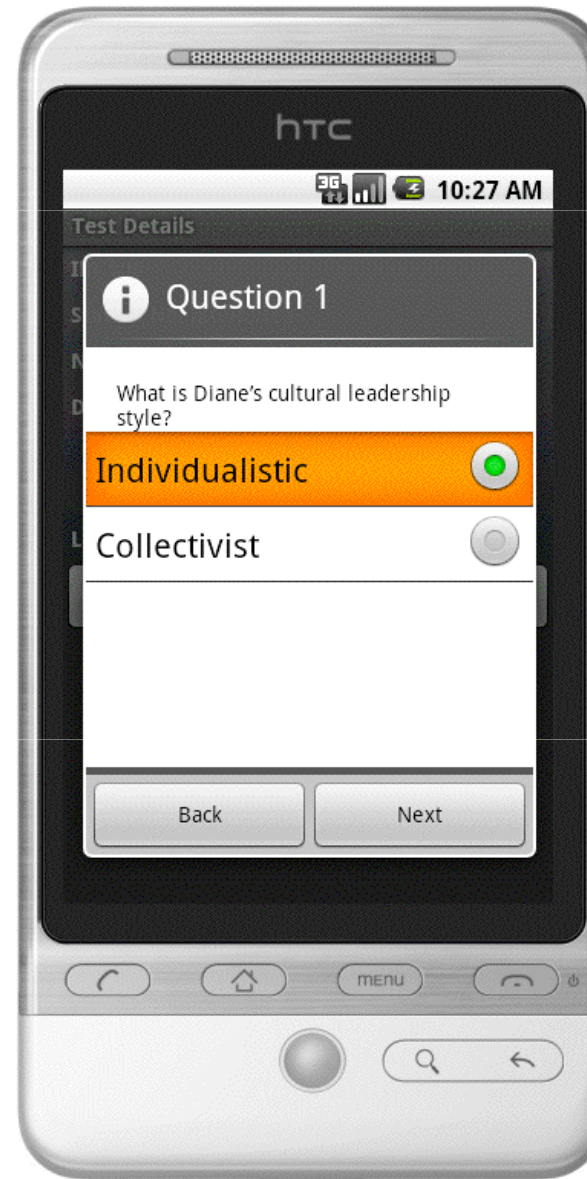 hTC
3G
10:27 AM
Test Details
Question 1
What is Diane's cultural leadership
style?
Individualistic
Collectivist
Back
Next
MENU